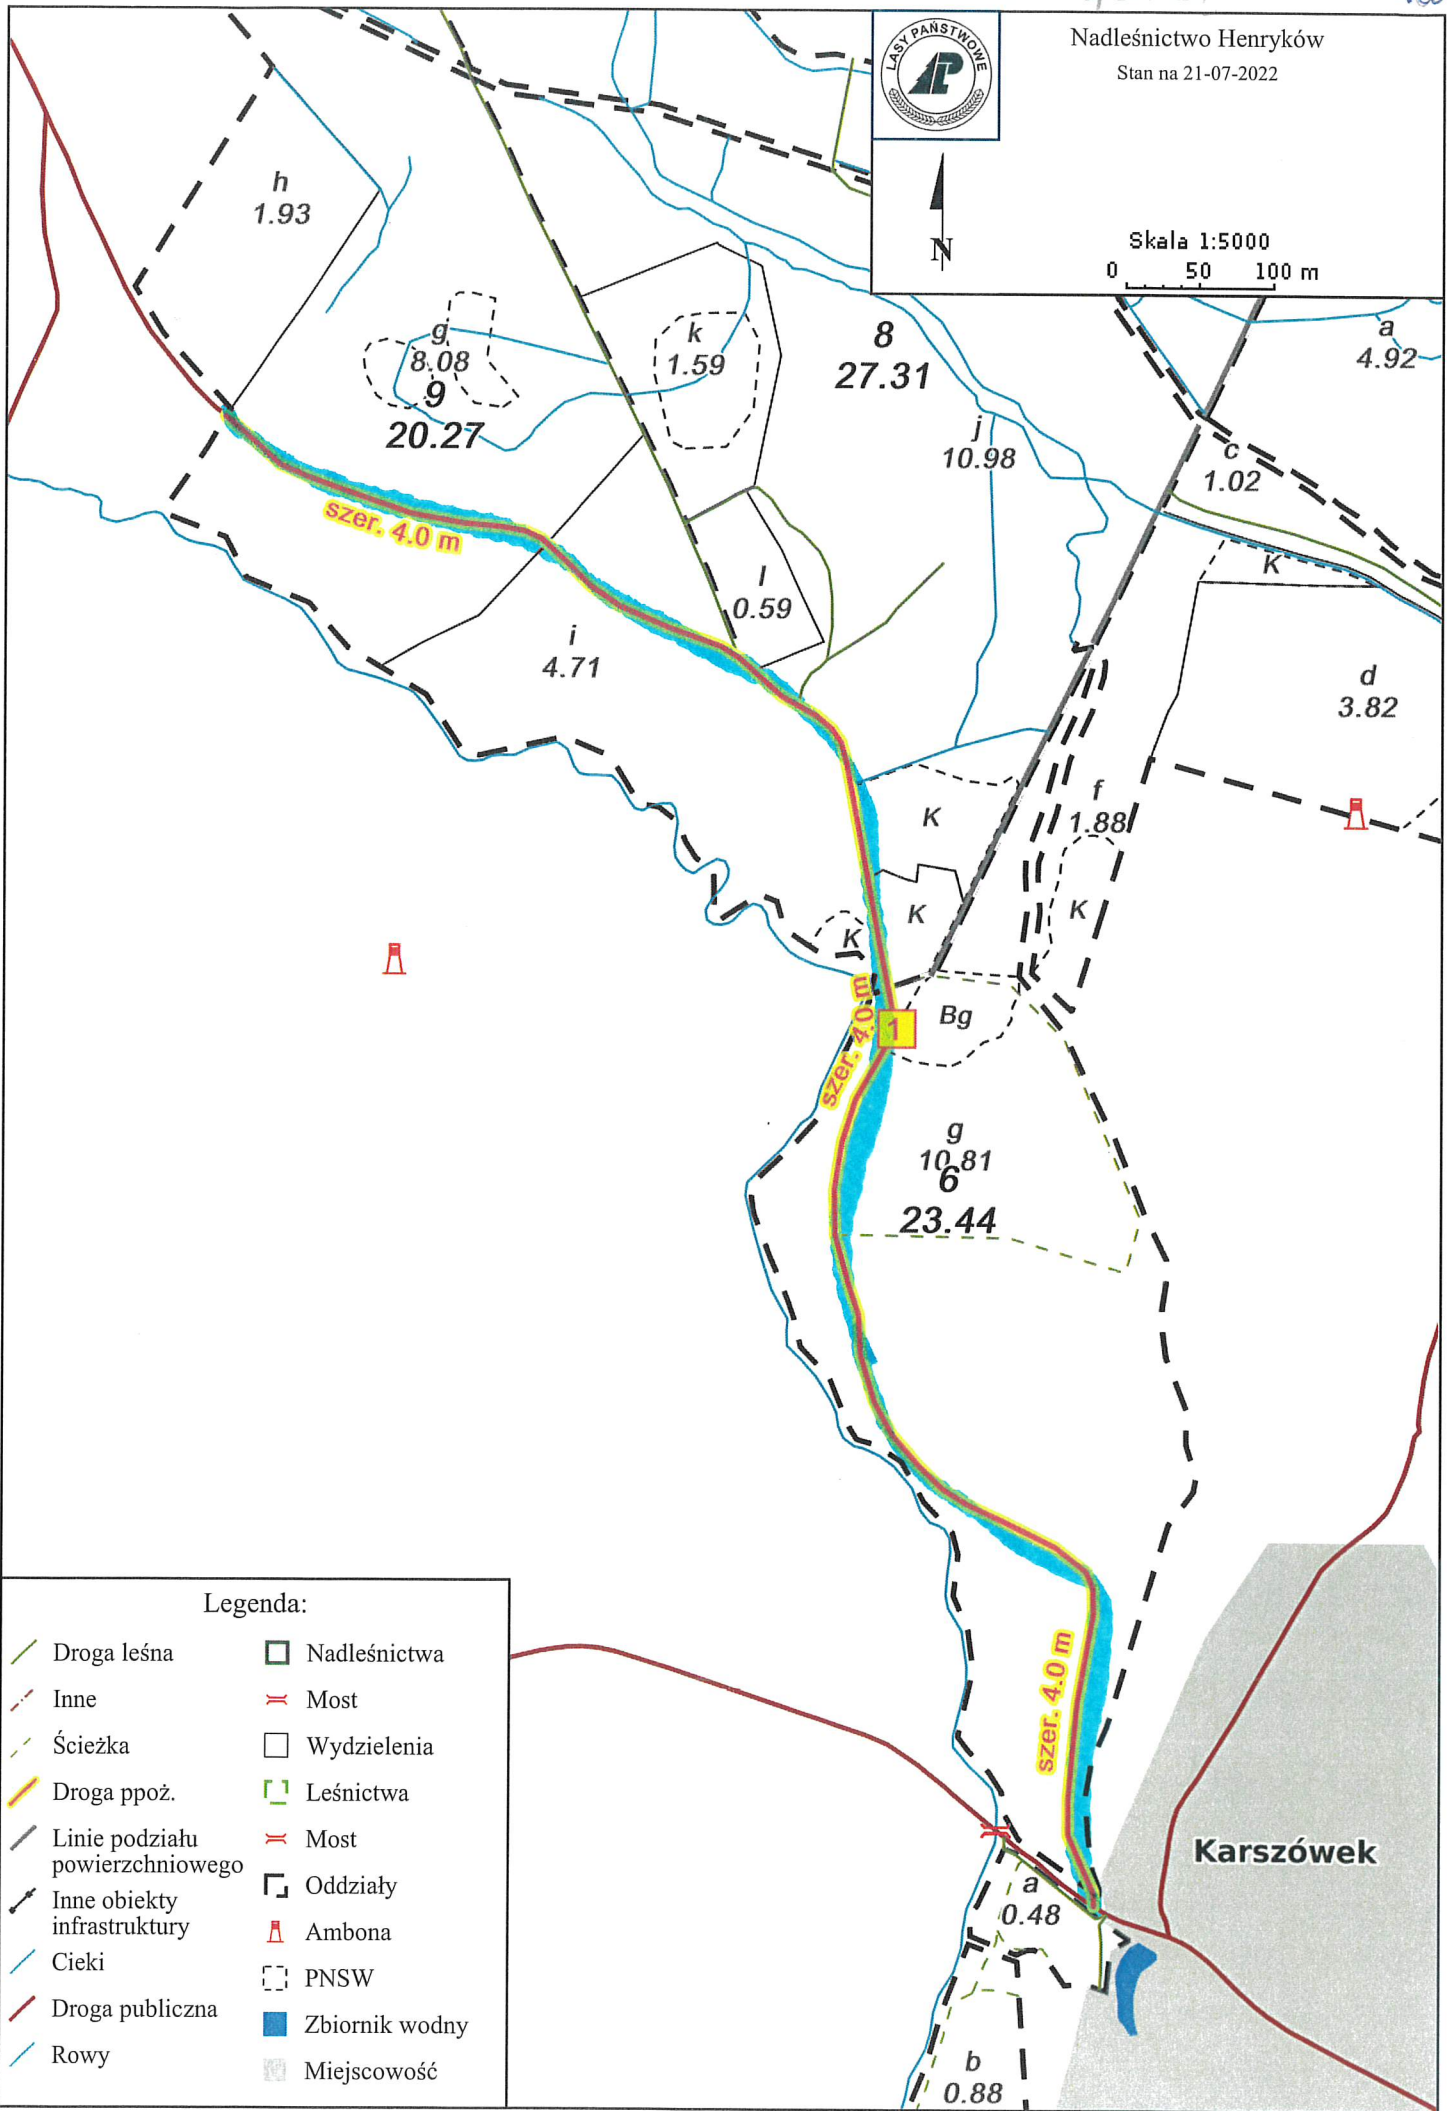 LASY PAŃSTWOWE
Nadleśnictwo Henryków
Stan na 21-07-2022
N
Skala 1:5000
0 50 100 m
h
1.93
g
8.08
9
20.27
k
1.59
8
27.31
a
4.92
j
10.98
c
1.02
K
szer. 4.0 m
l
0.59
i
4.71
d
3.82
f
1.88
K
K
K
K
szer. 4.0 m
1
Bg
g
10.81
6
23.44
szer. 4.0 m
Karszówek
a
0.48
b
0.88
Legenda:
Droga leśna
Inne
Ścieżka
Droga ppoż.
Linie podziału
powierzchniowego
Inne obiekty
infrastruktury
Cieki
Droga publiczna
Rowy
Nadleśnictwa
Most
Wydzielenia
Leśnictwa
Most
Oddziały
Ambona
PNSW
Zbiornik wodny
Miejscowość